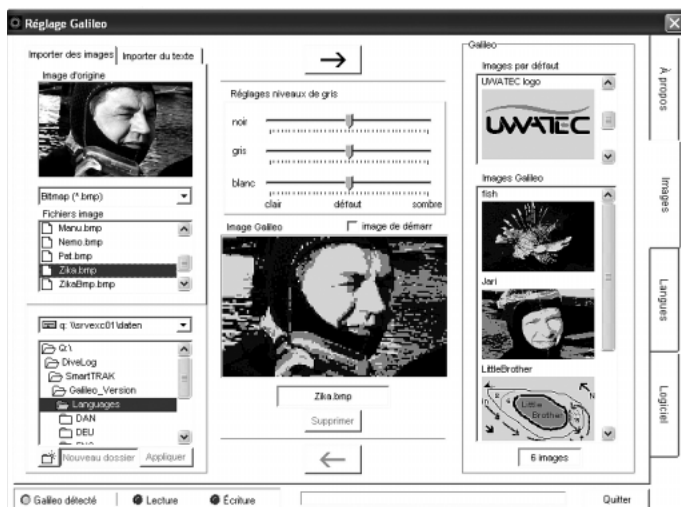 Réglage Galileo
Importer des images
Importer du texte
Image d'origine
Bitmap (*.bmp)
Fichiers image
Manu.bmp
Nemo.bmp
Pat.bmp
Zika.bmp
ZikaBmp.bmp
q: \\srvexc01\daten
Q:\
DiveLog
SmartTRAK
Galileo_Version
Languages
DAN
DEU
Nouveau dossier
Appliquer
→
Réglages niveaux de gris
noir
gris
blanc
clair défaut sombre
Image Galileo
image de démarr
Zika.bmp
Supprimer
←
Galileo
Images par défaut
UWATEC logo
UWATEC
Images Galileo
fish
Jari
LittleBrother
Little
Brother
N
6 images
À propos
Images
Langues
Logiciel
Galileo détecté
Lecture
Écriture
Quitter